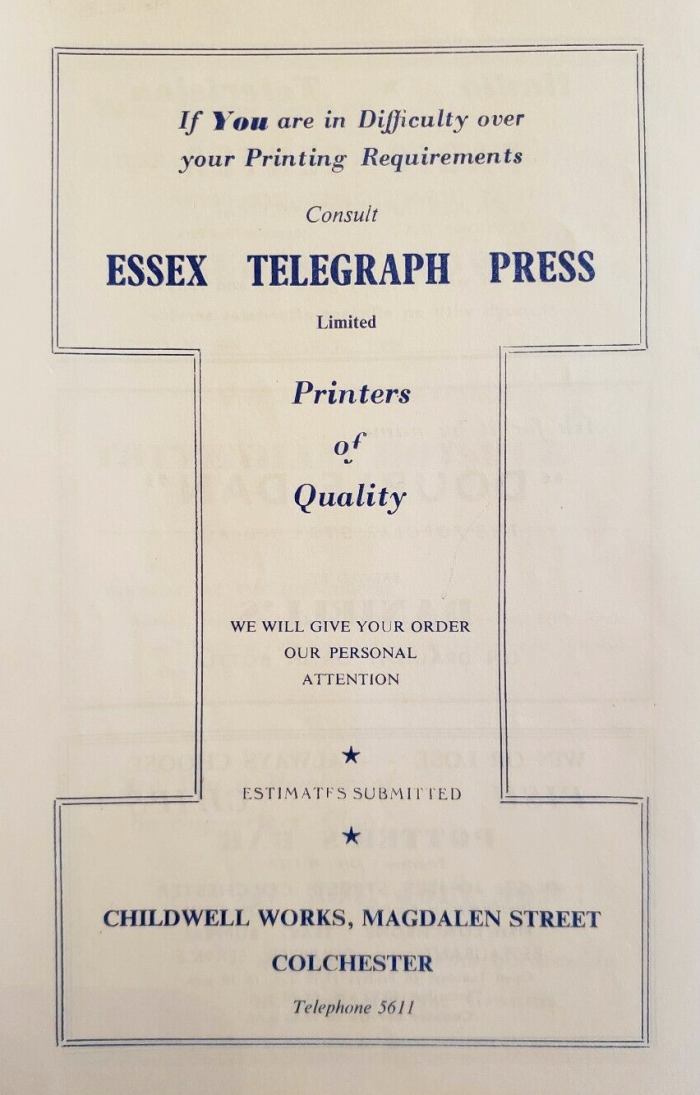 If You are in Difficulty over
your Printing Requirements
Consult
ESSEX TELEGRAPH PRESS
Limited
Printers
of
Quality
WE WILL GIVE YOUR ORDER
OUR PERSONAL
ATTENTION
★
ESTIMATES SUBMITTED
★
CHILDWELL WORKS, MAGDALEN STREET
COLCHESTER
Telephone 5611